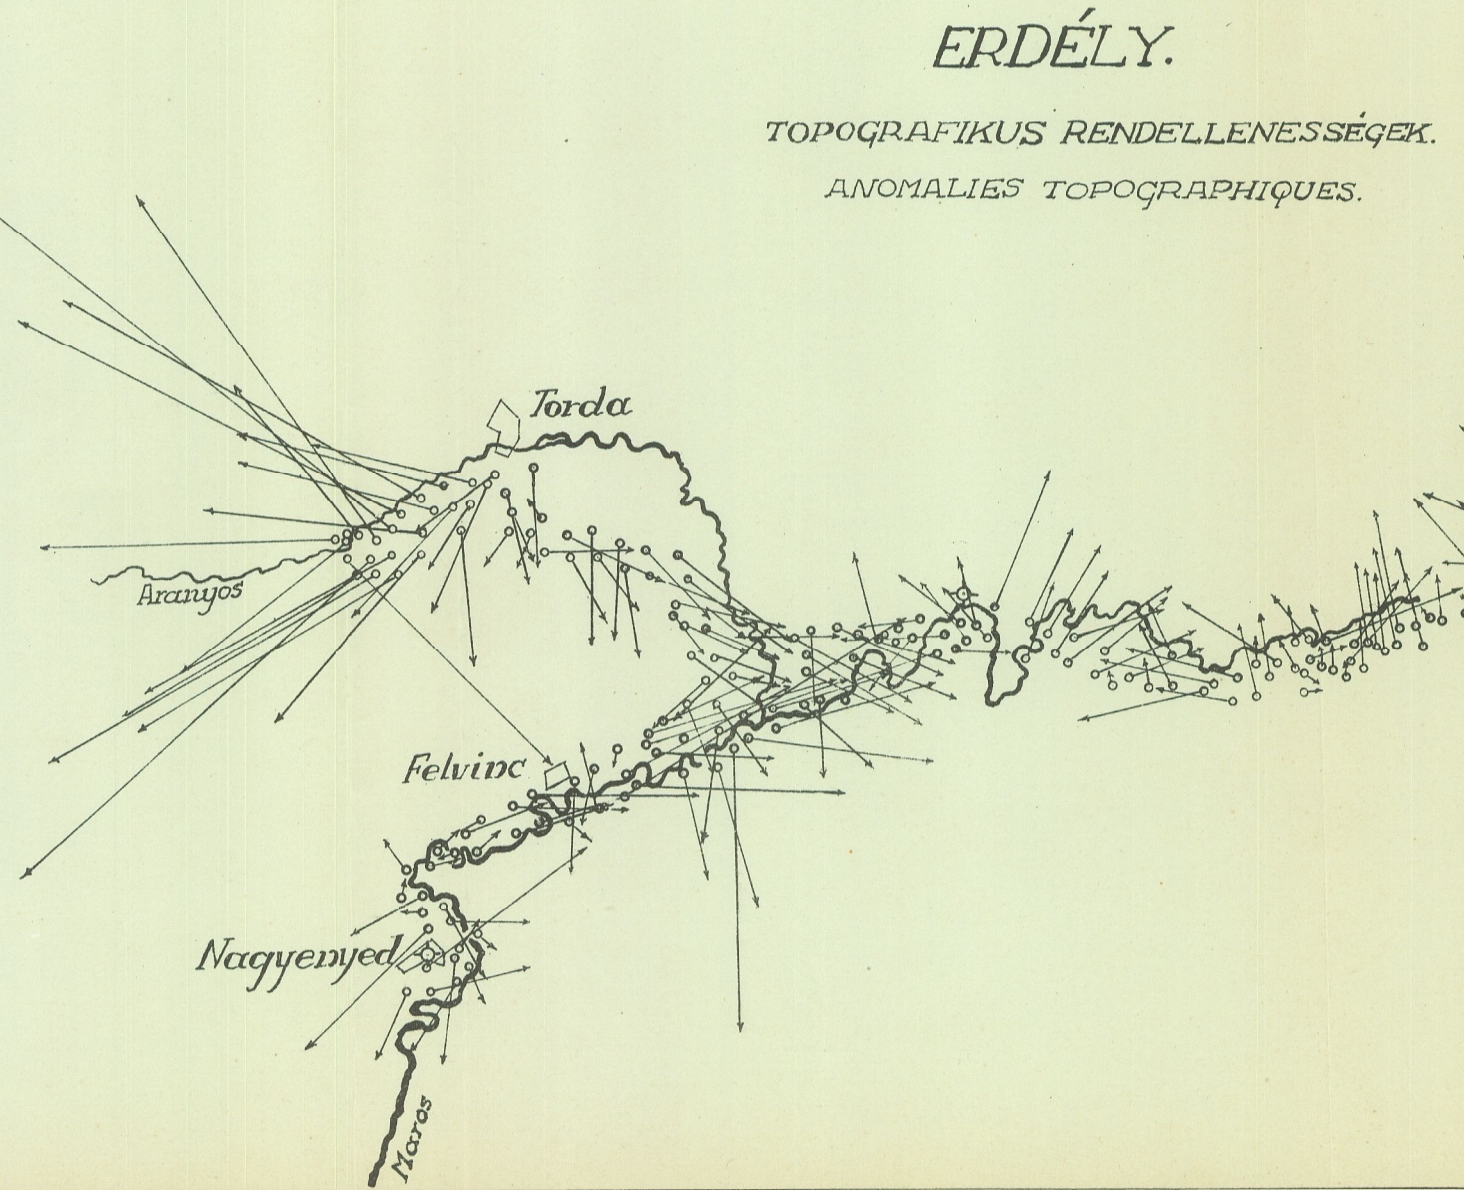 ERDÉLY.
TOPOGRAFIKUS RENDELLENESSÉGEK.
ANOMALIES TOPOGRAPHIQUES.
Torda
Aranyos
Felvinc
Nagyenyed
Maros